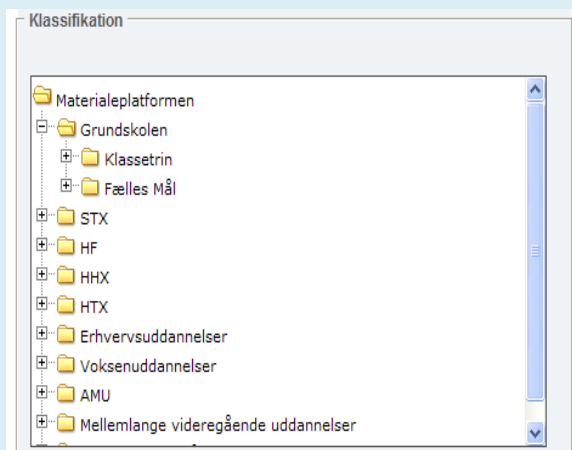 Klassifikation
Materialeplatformen
Grundskolen
Klassetrin
Fælles Mål
STX
HF
HHX
HTX
Erhvervsuddannelser
Voksenuddannelser
AMU
Mellemlange videregående uddannelser